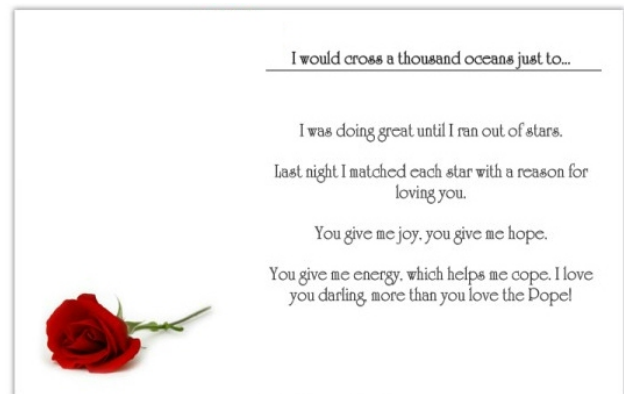 I would cross a thousand oceans just to...
I was doing great until I ran out of stars.
Last night I matched each star with a reason for
loving you.
You give me joy, you give me hope.
You give me energy, which helps me cope. I love
you darling, more than you love the Pope!